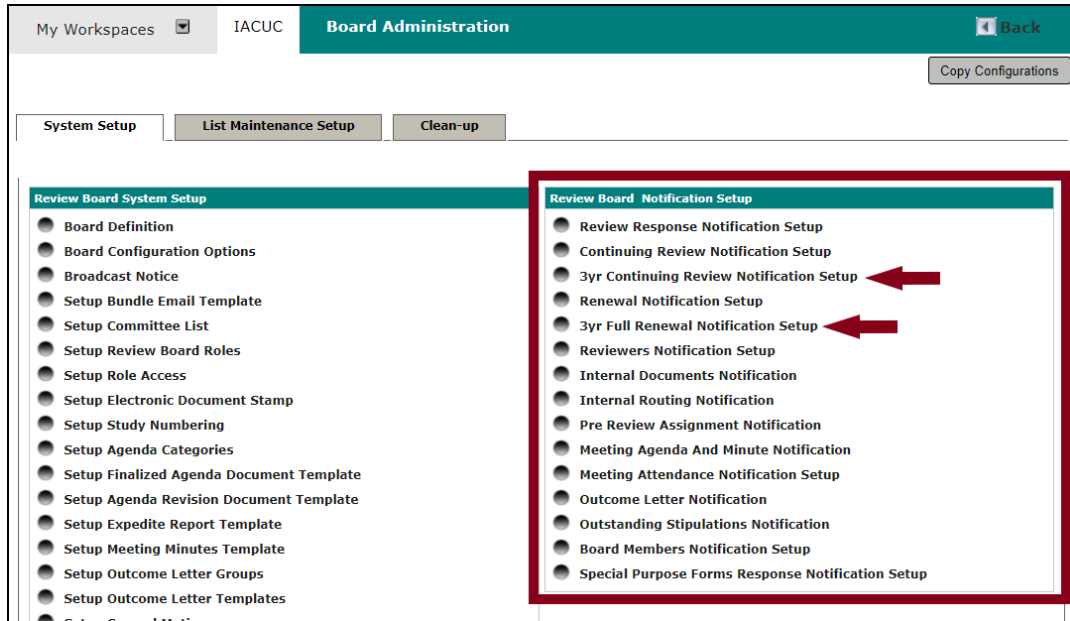 My Workspaces IACUC Board Administration Back
Copy Configurations
System Setup List Maintenance Setup Clean-up
Review Board System Setup
Board Definition
Board Configuration Options
Broadcast Notice
Setup Bundle Email Template
Setup Committee List
Setup Review Board Roles
Setup Role Access
Setup Electronic Document Stamp
Setup Study Numbering
Setup Agenda Categories
Setup Finalized Agenda Document Template
Setup Agenda Revision Document Template
Setup Expedite Report Template
Setup Meeting Minutes Template
Setup Outcome Letter Groups
Setup Outcome Letter Templates
Review Board Notification Setup
Review Response Notification Setup
Continuing Review Notification Setup
3yr Continuing Review Notification Setup
Renewal Notification Setup
3yr Full Renewal Notification Setup
Reviewers Notification Setup
Internal Documents Notification
Internal Routing Notification
Pre Review Assignment Notification
Meeting Agenda And Minute Notification
Meeting Attendance Notification Setup
Outcome Letter Notification
Outstanding Stipulations Notification
Board Members Notification Setup
Special Purpose Forms Response Notification Setup